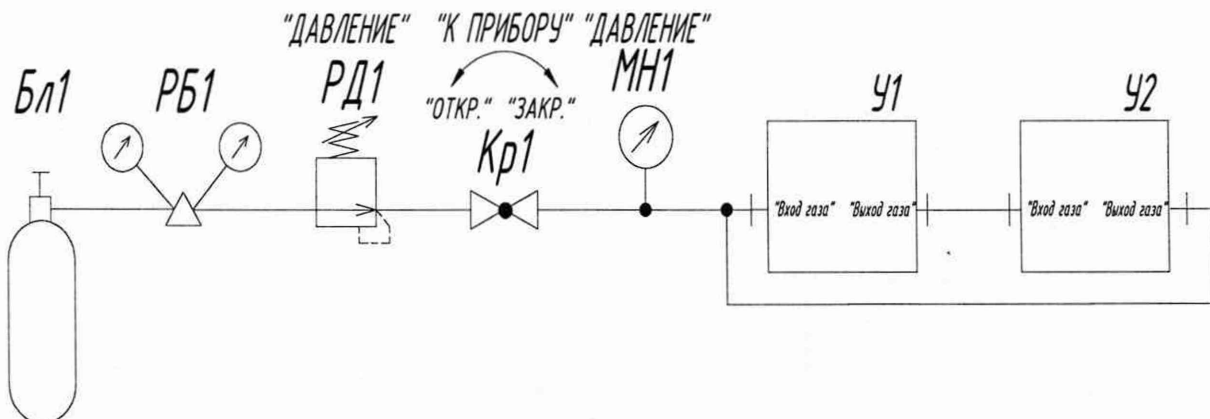 "ДАВЛЕНИЕ" "К ПРИБОРУ" "ДАВЛЕНИЕ"
Бл1 РБ1 РД1 МН1 У1 У2
"ОТКР." "ЗАКР."
Кр1
"Вход газа" "Выход газа" "Вход газа" "Выход газа"